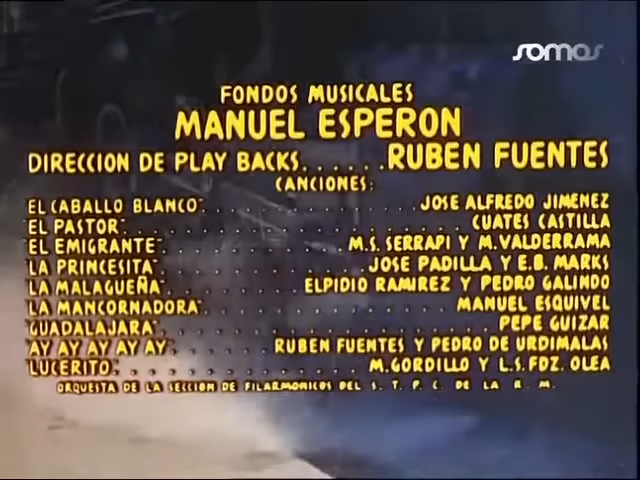 somos
FONDOS MUSICALES
MANUEL ESPERON
DIRECCION DE PLAY BACKS......RUBEN FUENTES
CANCIONES:
"EL CABALLO BLANCO"................JOSE ALFREDO JIMENEZ
"EL PASTOR"................CUATES CASTILLA
"EL EMIGRANTE"................M.S. SERRAPI Y M. VALDERRAMA
"LA PRINCESITA"................JOSE PADILLA Y E.B. MARKS
"LA MALAGUEÑA"................ELPIDIO RAMIREZ Y PEDRO GALINDO
"LA MANCORNADORA"................MANUEL ESQUIVEL
"GUADALAJARA"................PEPE GUIZAR
"AY AY AY AY AY"................RUBEN FUENTES Y PEDRO DE URDIMALAS
"LUCERITO"................M. GORDILLO Y L.S. FDZ. OLEA
ORQUESTA DE LA SECCION DE FILARMONICOS DEL S. T. P. C. DE LA R. M.